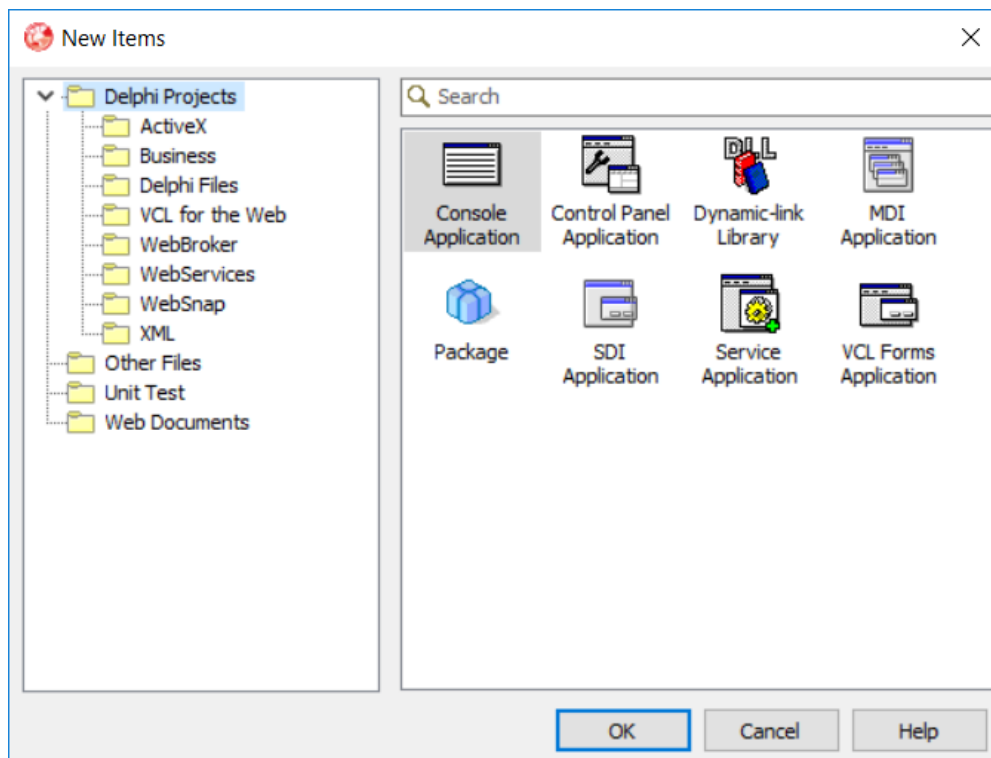 New Items
Delphi Projects
ActiveX
Business
Delphi Files
VCL for the Web
WebBroker
WebServices
WebSnap
XML
Other Files
Unit Test
Web Documents
Search
Console
Application
Control Panel
Application
DLL
Dynamic-link
Library
MDI
Application
Package
SDI
Application
Service
Application
VCL Forms
Application
OK
Cancel
Help